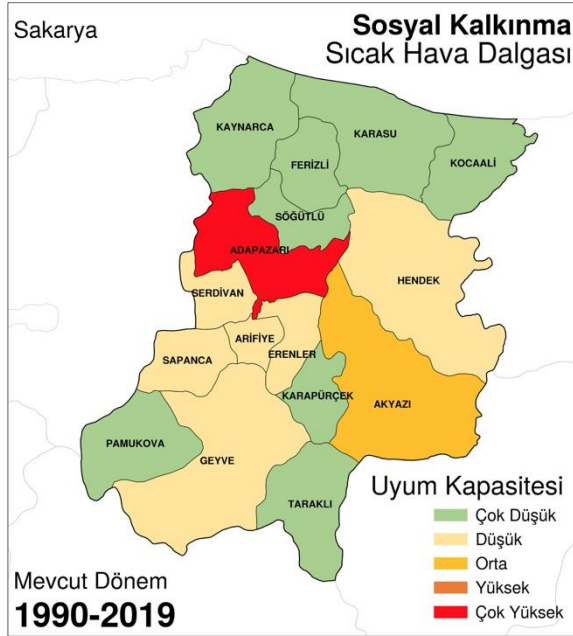 Sakarya
Sosyal Kalkınma
Sıcak Hava Dalgası
KAYNARCA
KARASU
FERİZLİ
KOCAALİ
SÖĞÜTLÜ
ADAPAZARI
HENDEK
SERDİVAN
ARİFİYE
ERENLER
SAPANCA
KARAPÜRÇEK
AKYAZI
PAMUKOVA
GEYVE
TARAKLI
Uyum Kapasitesi
Çok Düşük
Düşük
Orta
Yüksek
Çok Yüksek
Mevcut Dönem
1990-2019